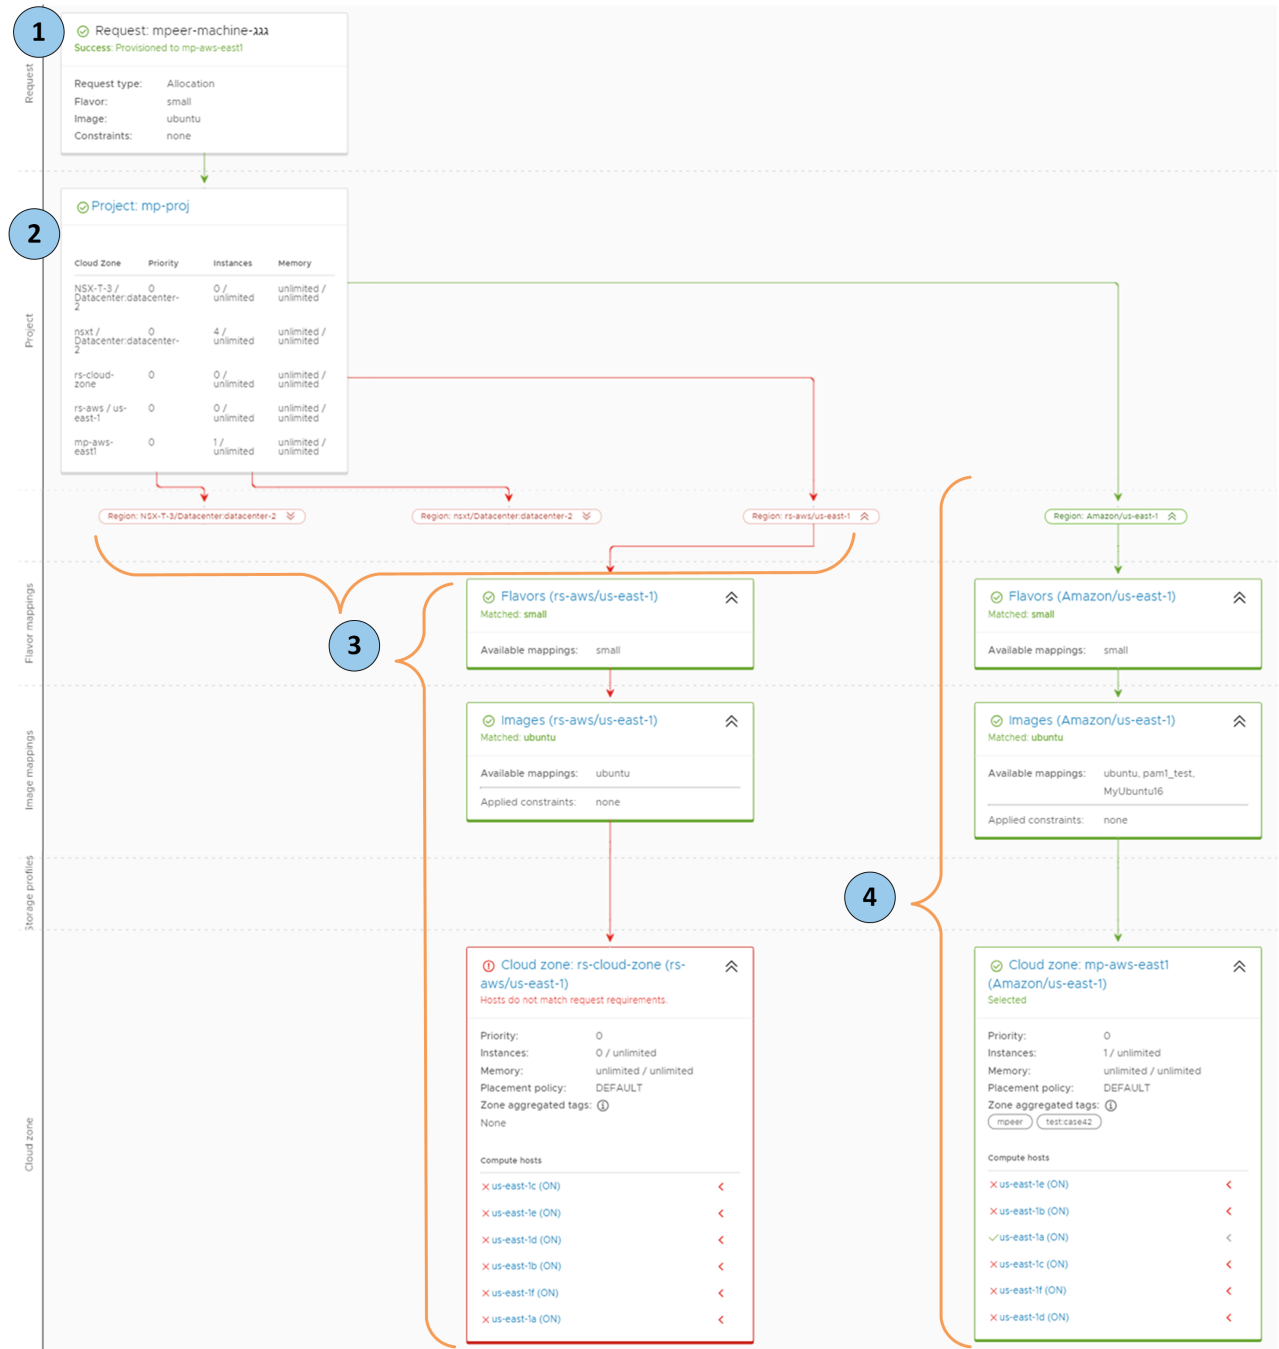 1
Request: mpeer-machine-גגג
Success: Provisioned to mp-aws-east1
Request type: Allocation
Flavor: small
Image: ubuntu
Constraints: none
Request
2
Project: mp-proj
Cloud Zone Priority Instances Memory
NSX-T-3 / Datacenter:datacenter-2 0 0 / unlimited unlimited / unlimited
nsxt / Datacenter:datacenter-2 0 4 / unlimited unlimited / unlimited
rs-cloud-zone 0 0 / unlimited unlimited / unlimited
rs-aws / us-east-1 0 0 / unlimited unlimited / unlimited
mp-aws-east1 0 1 / unlimited unlimited / unlimited
Project
Region: NSX-T-3/Datacenter:datacenter-2
Region: nsxt/Datacenter:datacenter-2
Region: rs-aws/us-east-1
Region: Amazon/us-east-1
3
Flavor mappings
Flavors (rs-aws/us-east-1)
Matched: small
Available mappings: small
Flavors (Amazon/us-east-1)
Matched: small
Available mappings: small
Image mappings
Images (rs-aws/us-east-1)
Matched: ubuntu
Available mappings: ubuntu
Applied constraints: none
Images (Amazon/us-east-1)
Matched: ubuntu
Available mappings: ubuntu, pam1_test,
MyUbuntu16
Applied constraints: none
Storage profiles
4
Cloud zone
Cloud zone: rs-cloud-zone (rs-
aws/us-east-1)
Hosts do not match request requirements.
Priority: 0
Instances: 0 / unlimited
Memory: unlimited / unlimited
Placement policy: DEFAULT
Zone aggregated tags:
None
Compute hosts
us-east-1c (ON)
us-east-1e (ON)
us-east-1d (ON)
us-east-1b (ON)
us-east-1f (ON)
us-east-1a (ON)
Cloud zone: mp-aws-east1
(Amazon/us-east-1)
Selected
Priority: 0
Instances: 1 / unlimited
Memory: unlimited / unlimited
Placement policy: DEFAULT
Zone aggregated tags:
mpeer test:case42
Compute hosts
us-east-1e (ON)
us-east-1b (ON)
us-east-1a (ON)
us-east-1c (ON)
us-east-1f (ON)
us-east-1d (ON)